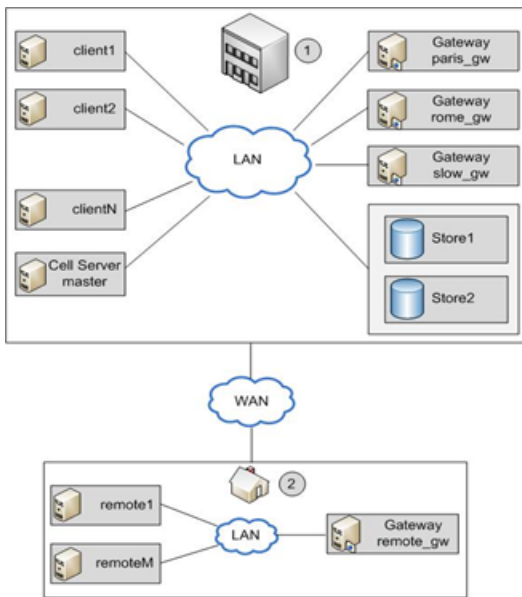 client1
1
Gateway
paris_gw
client2
Gateway
rome_gw
LAN
Gateway
slow_gw
clientN
Store1
Cell Server
master
Store2
WAN
2
remote1
LAN
Gateway
remote_gw
remoteM